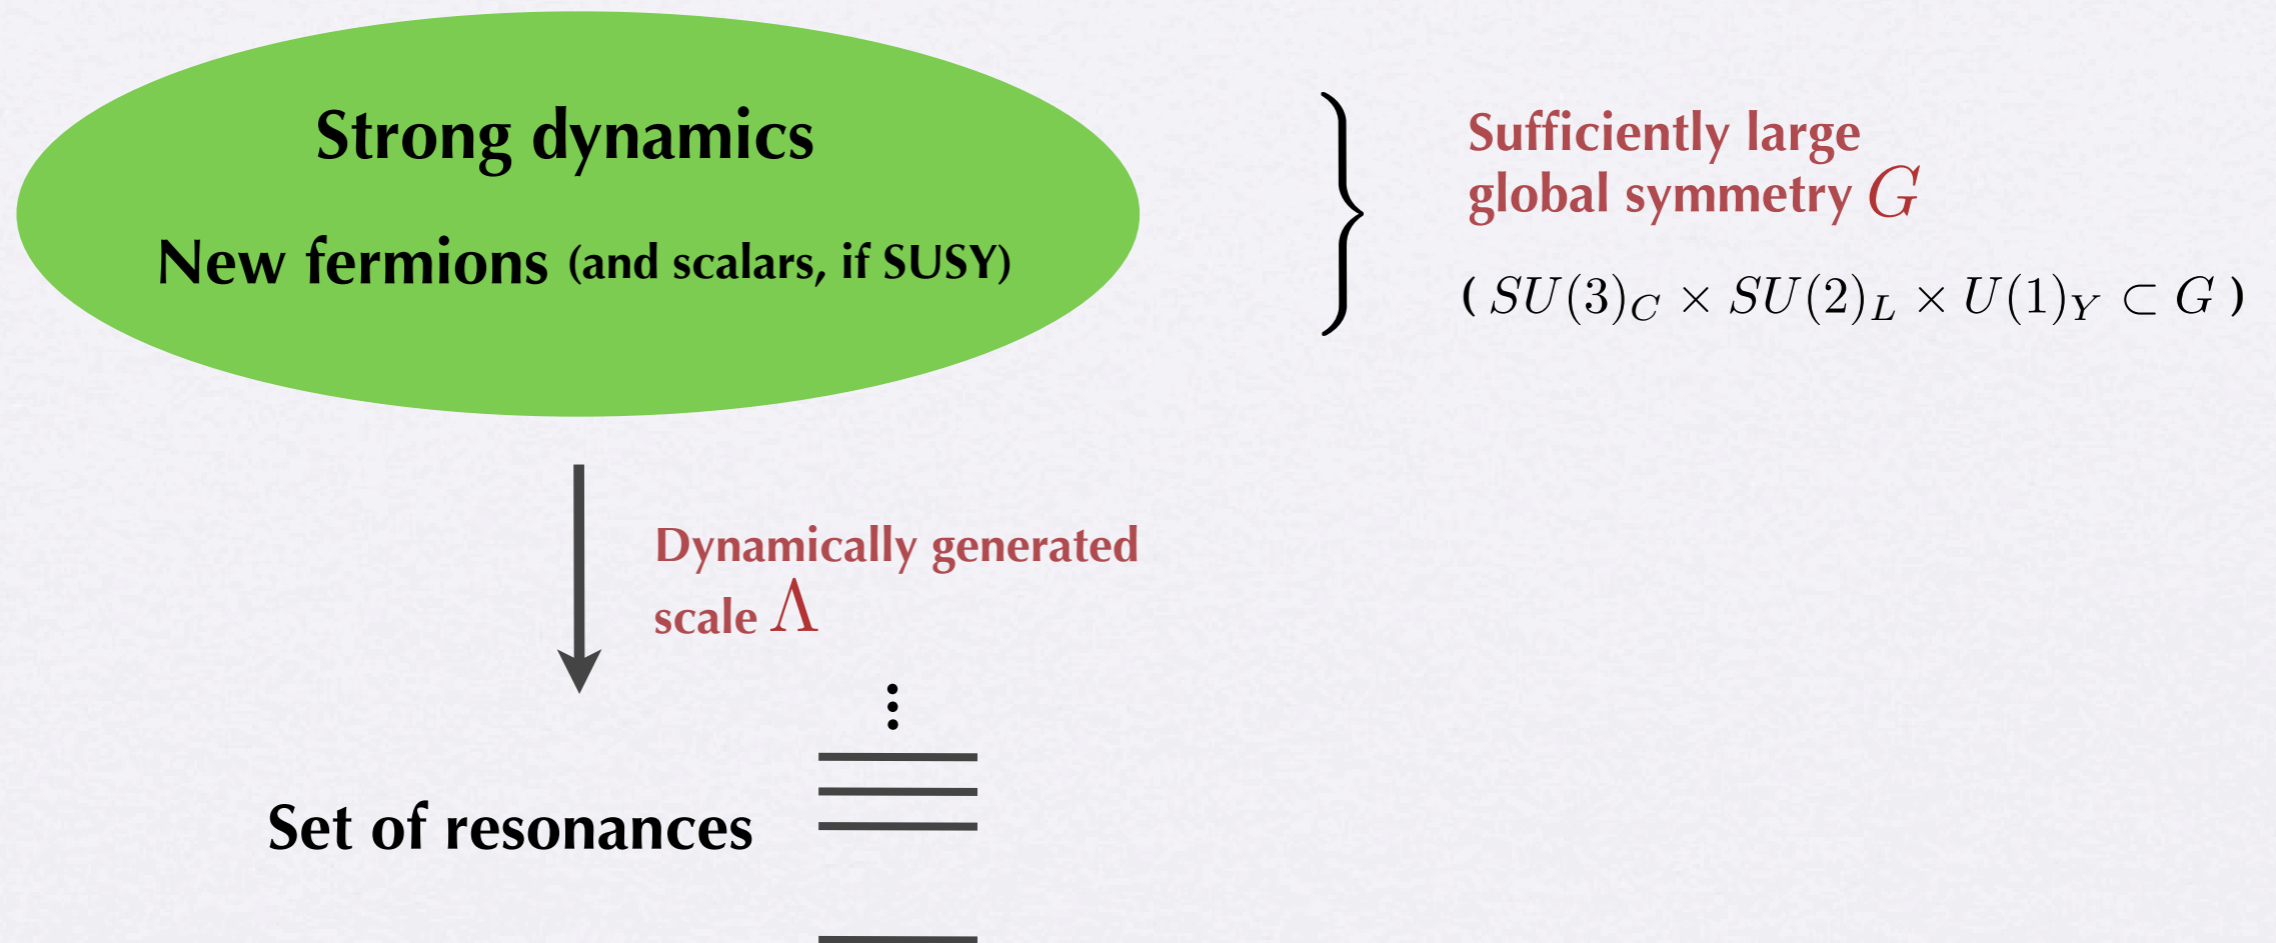 Strong dynamics
New fermions (and scalars, if SUSY)
Sufficiently large
global symmetry G
( SU(3)_C × SU(2)_L × U(1)_Y ⊂ G )
Dynamically generated
scale Λ
Set of resonances